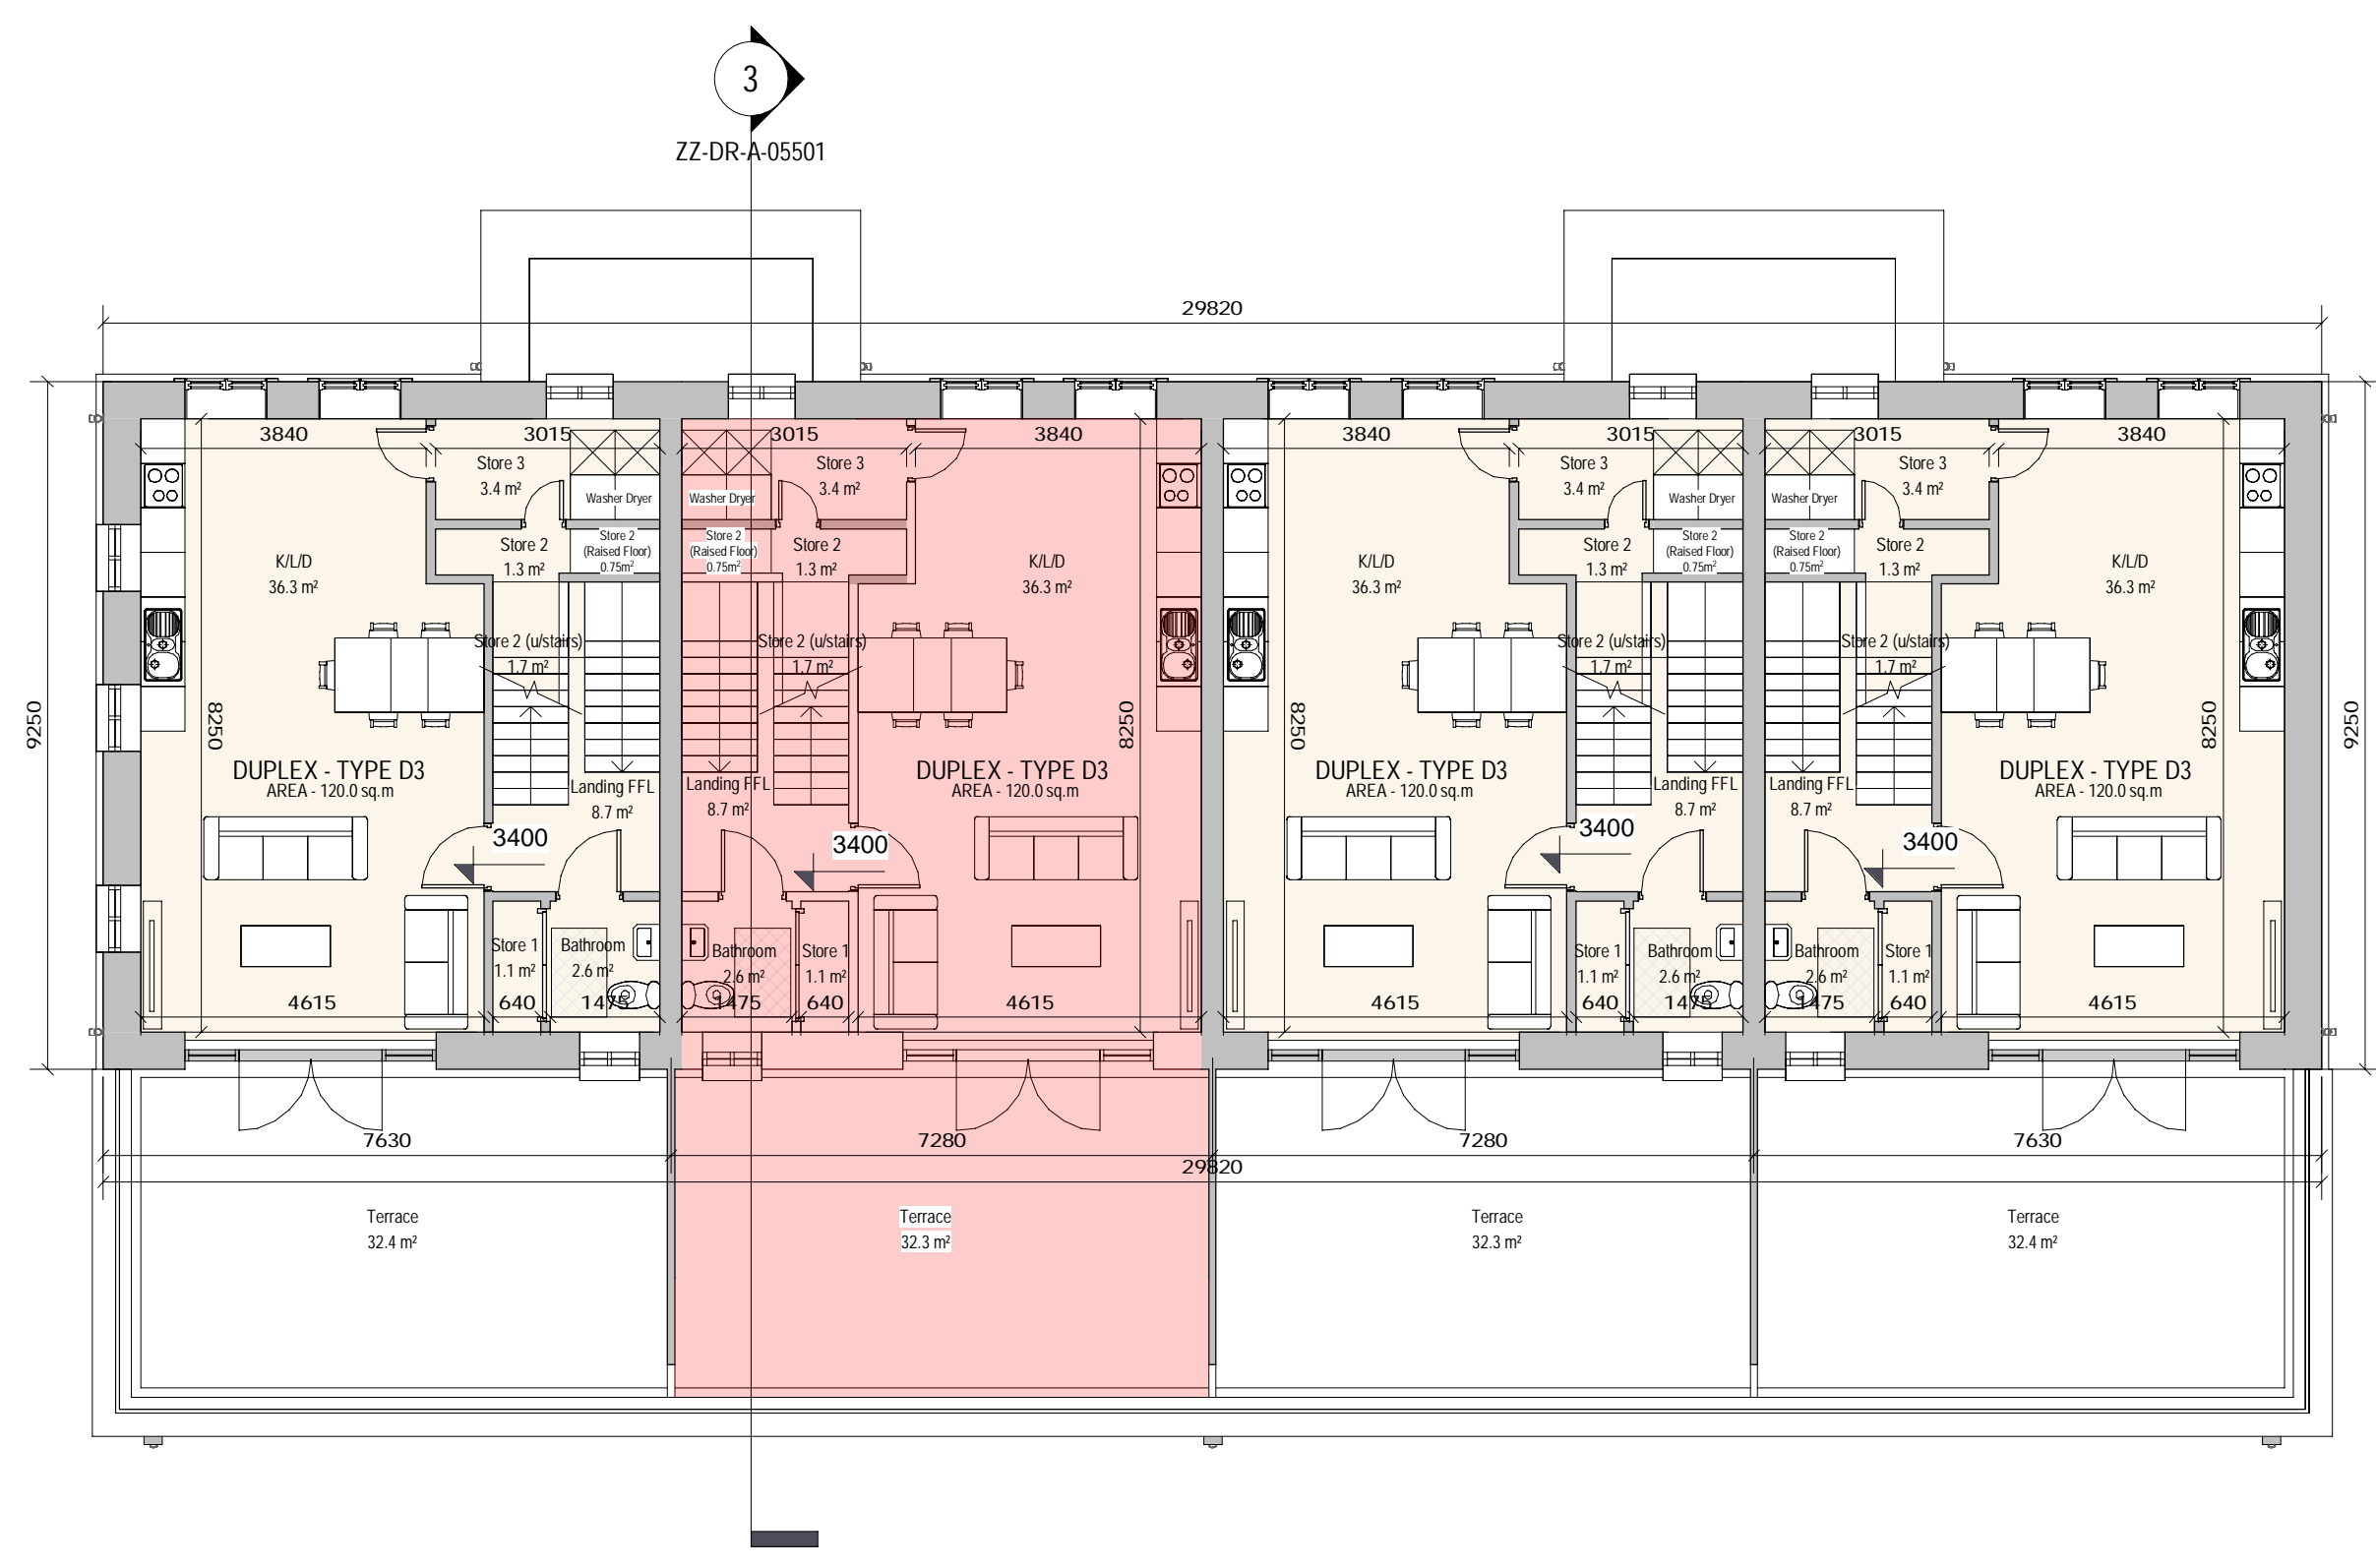 3
ZZ-DR-A-05501
29820
3840
3015
3015
3840
3840
3015
3015
3840
Store 3
3.4 m²
Washer Dryer
Washer Dryer
Store 3
3.4 m²
Store 3
3.4 m²
Washer Dryer
Washer Dryer
Store 3
3.4 m²
K/L/D
36.3 m²
Store 2
1.3 m²
Store 2
(Raised Floor)
0.75m²
Store 2
(Raised Floor)
0.75m²
Store 2
1.3 m²
K/L/D
36.3 m²
K/L/D
36.3 m²
Store 2
1.3 m²
Store 2
(Raised Floor)
0.75m²
Store 2
(Raised Floor)
0.75m²
Store 2
1.3 m²
K/L/D
36.3 m²
Store 2 (u/stairs)
1.7 m²
Store 2 (u/stairs)
1.7 m²
Store 2 (u/stairs)
1.7 m²
Store 2 (u/stairs)
1.7 m²
9250
8250
8250
8250
8250
9250
DUPLEX - TYPE D3
AREA - 120.0 sq.m
DUPLEX - TYPE D3
AREA - 120.0 sq.m
DUPLEX - TYPE D3
AREA - 120.0 sq.m
DUPLEX - TYPE D3
AREA - 120.0 sq.m
Landing FFL
8.7 m²
Landing FFL
8.7 m²
Landing FFL
8.7 m²
Landing FFL
8.7 m²
3400
3400
3400
3400
Store 1
1.1 m²
Bathroom
2.6 m²
Bathroom
2.6 m²
Store 1
1.1 m²
Store 1
1.1 m²
Bathroom
2.6 m²
Bathroom
2.6 m²
Store 1
1.1 m²
4615
640
1475
1475
640
4615
4615
640
1475
1475
640
4615
7630
7280
7280
7630
29820
Terrace
32.4 m²
Terrace
32.3 m²
Terrace
32.3 m²
Terrace
32.4 m²